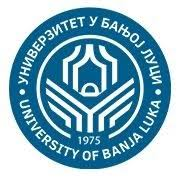 УНИВЕРЗИТЕТ У БАЊОЈ ЛУЦИ
1975
UNIVERSITY OF BANJA LUKA